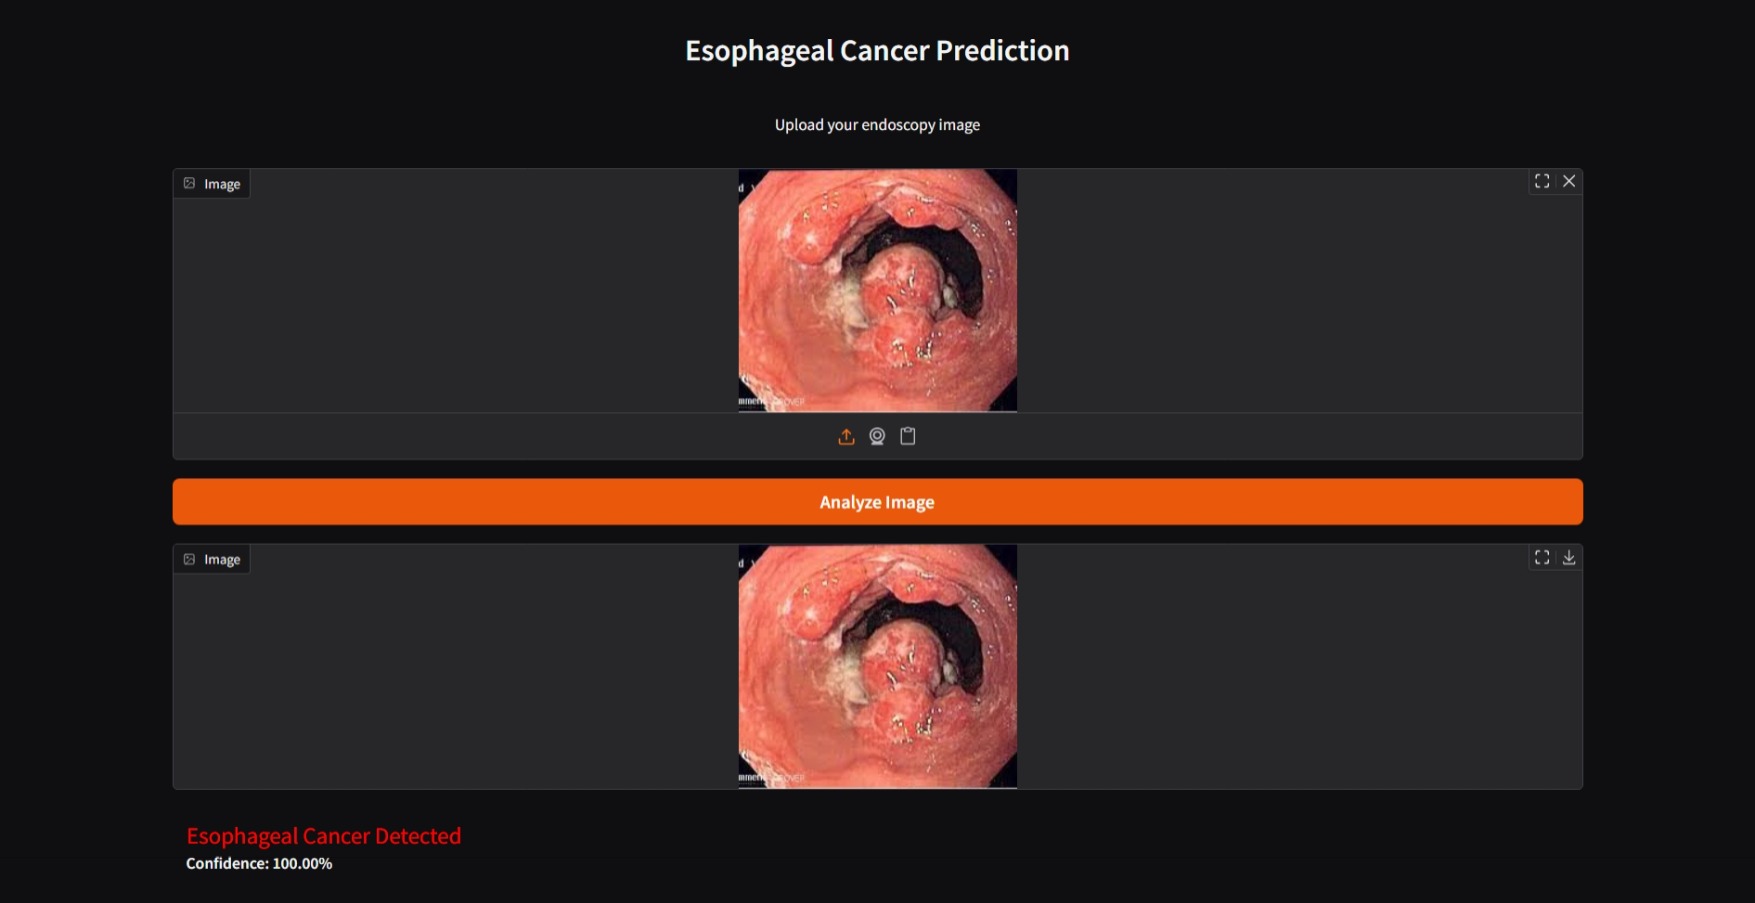 Esophageal Cancer Prediction
Upload your endoscopy image
Image
Analyze Image
Image
Esophageal Cancer Detected
Confidence: 100.00%